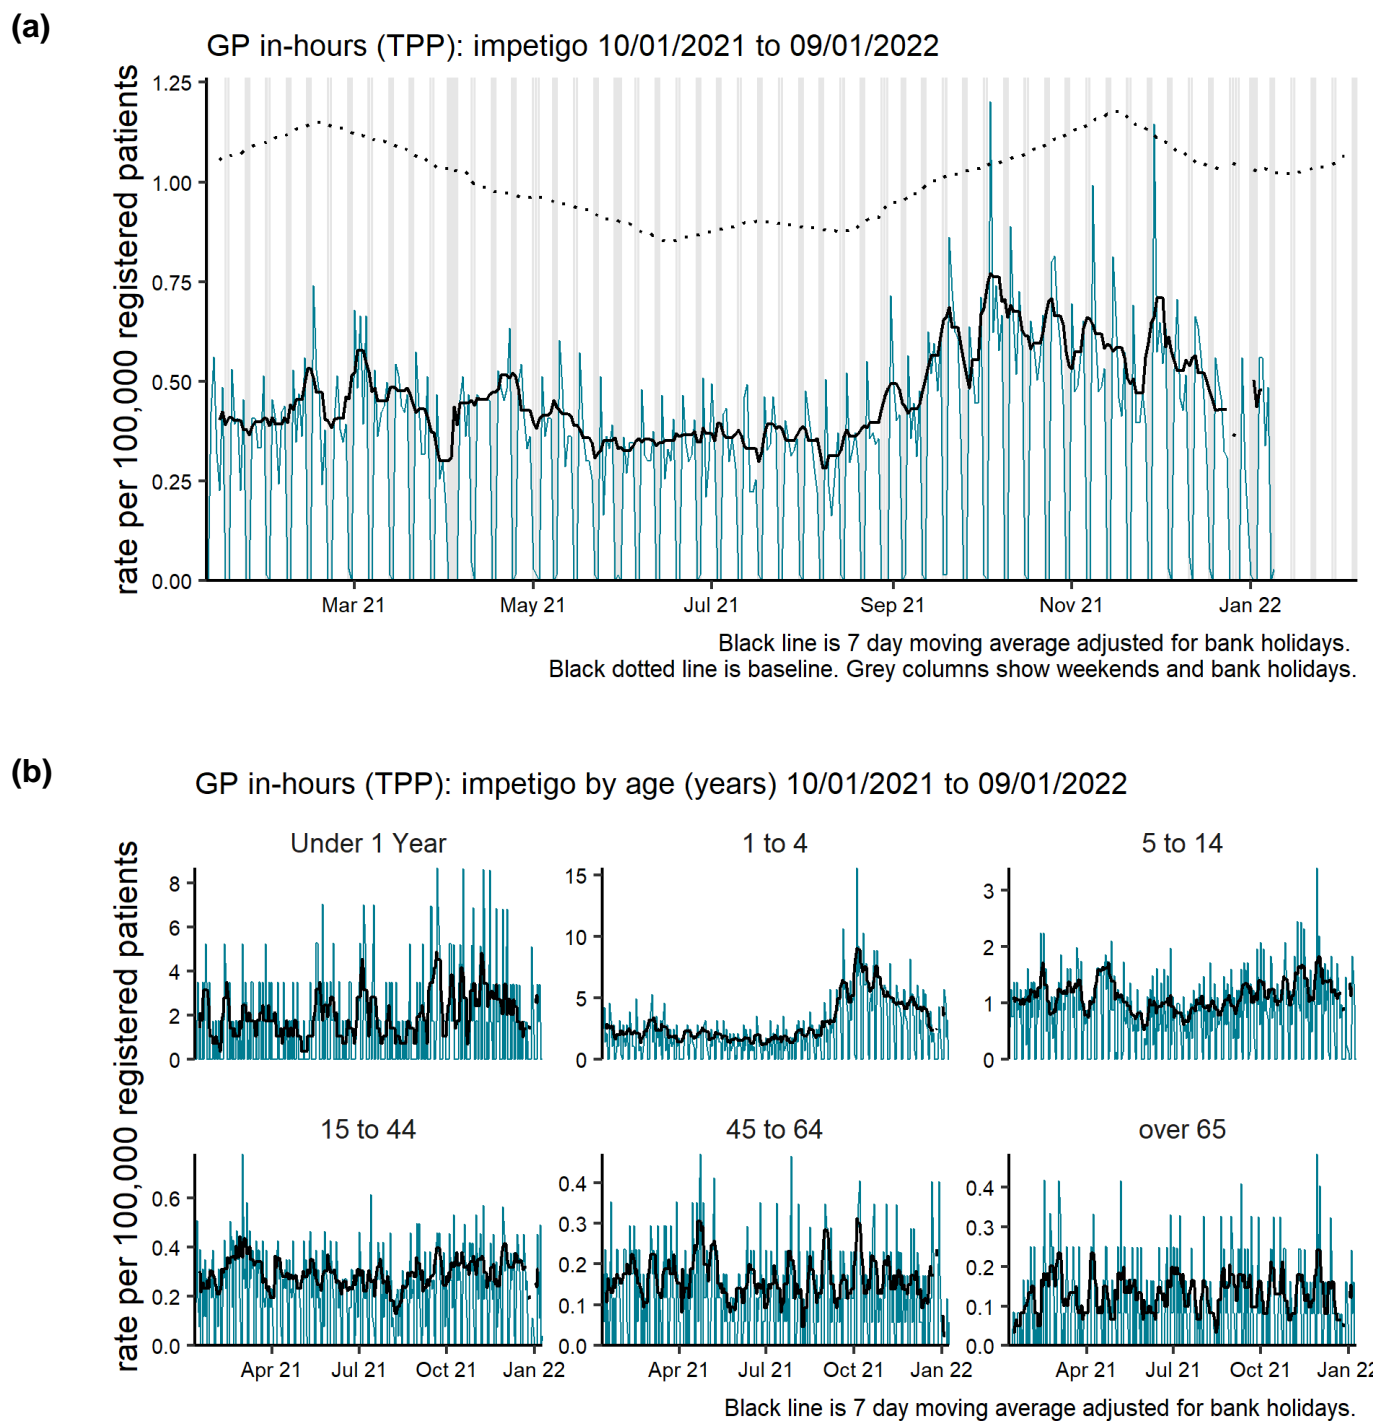 (a)
GP in-hours (TPP): impetigo 10/01/2021 to 09/01/2022
rate per 100,000 registered patients
1.25
1.00
0.75
0.50
0.25
0.00
Mar 21 May 21 Jul 21 Sep 21 Nov 21 Jan 22
Black line is 7 day moving average adjusted for bank holidays.
Black dotted line is baseline. Grey columns show weekends and bank holidays.
(b)
GP in-hours (TPP): impetigo by age (years) 10/01/2021 to 09/01/2022
rate per 100,000 registered patients
Under 1 Year
8
6
4
2
0
1 to 4
15
10
5
0
5 to 14
3
2
1
0
rate per 100,000 registered patients
15 to 44
0.6
0.4
0.2
0.0
Apr 21 Jul 21 Oct 21 Jan 22
45 to 64
0.4
0.3
0.2
0.1
0.0
Apr 21 Jul 21 Oct 21 Jan 22
over 65
0.4
0.3
0.2
0.1
0.0
Apr 21 Jul 21 Oct 21 Jan 22
Black line is 7 day moving average adjusted for bank holidays.